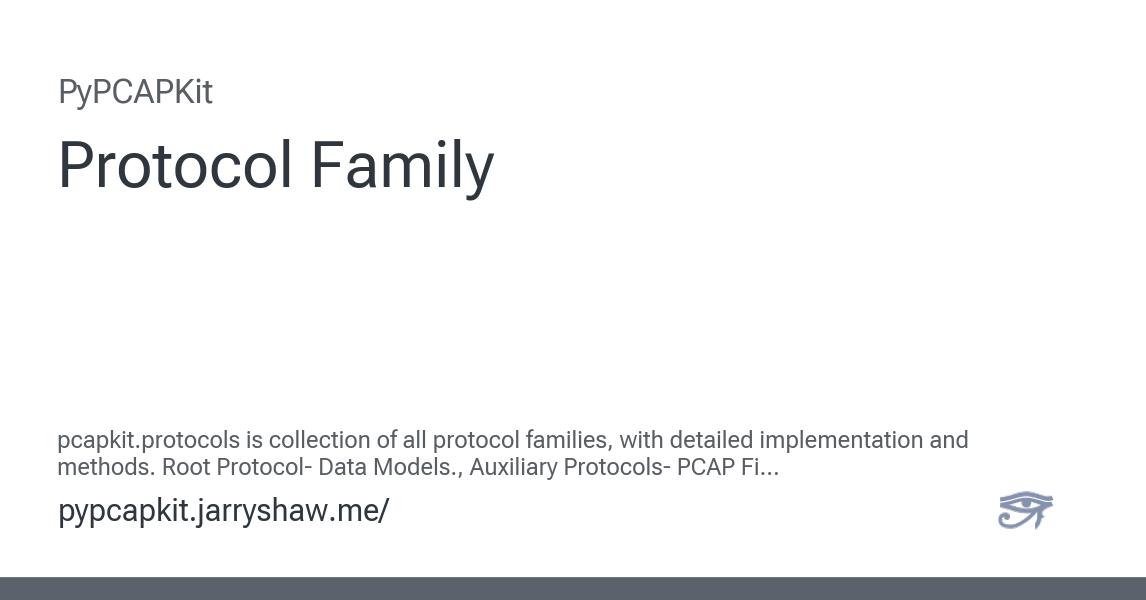 PyPCAPKit
Protocol Family
pcapkit.protocols is collection of all protocol families, with detailed implementation and
methods. Root Protocol- Data Models., Auxiliary Protocols- PCAP Fi...
pypcapkit.jarryshaw.me/